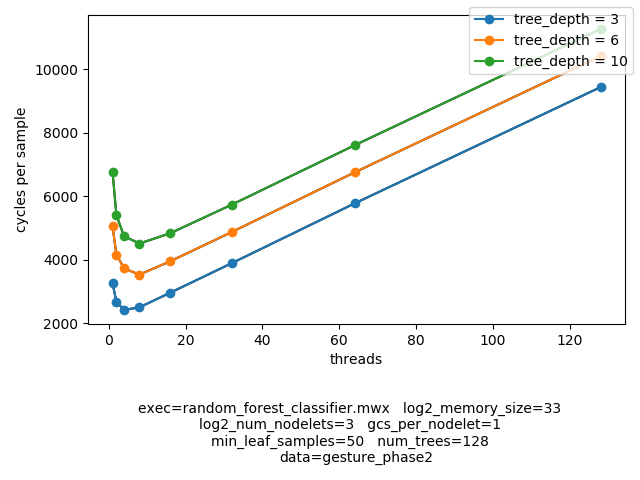 tree_depth = 3
tree_depth = 6
tree_depth = 10
cycles per sample
10000
8000
6000
4000
2000
0 20 40 60 80 100 120
threads
exec=random_forest_classifier.mwx log2_memory_size=33
log2_num_nodelets=3 gcs_per_nodelet=1
min_leaf_samples=50 num_trees=128
data=gesture_phase2